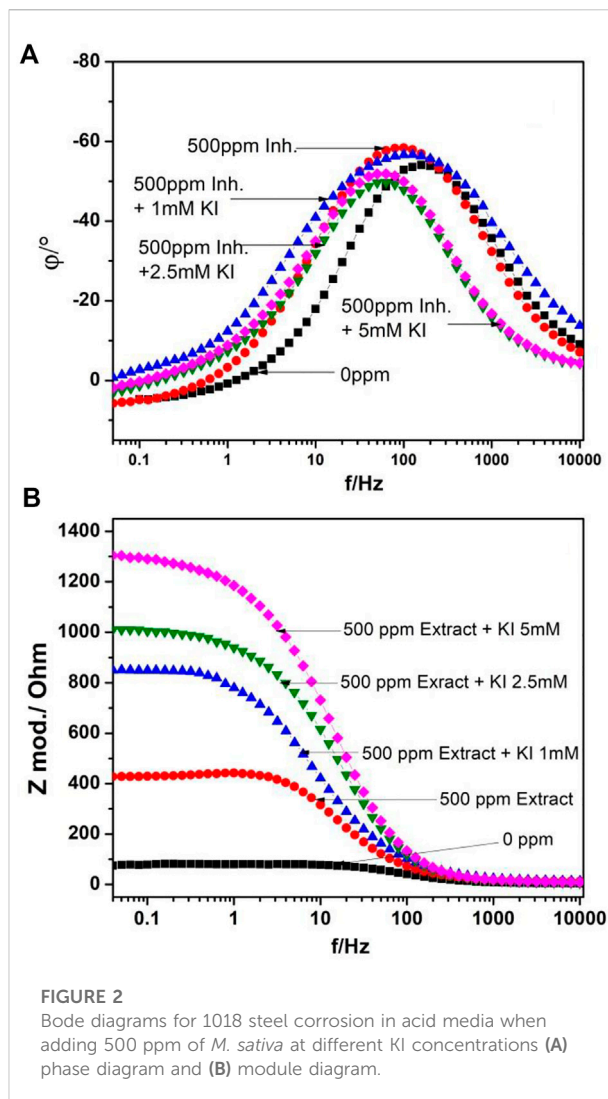 A
-80
-60
-40
-20
0
φ/°
500ppm Inh.
500ppm Inh.
+ 1mM KI
500ppm Inh.
+2.5mM KI
500ppm Inh.
+ 5mM KI
0ppm
0.1 1 10 100 1000 10000
f/Hz
B
1400
1200
1000
800
600
400
200
0
Z mod./ Ohm
500 ppm Extract + KI 5mM
500 ppm Exract + KI 2.5mM
500 ppm Extract + KI 1mM
500 ppm Extract
0 ppm
0.1 1 10 100 1000 10000
f/Hz
FIGURE 2
Bode diagrams for 1018 steel corrosion in acid media when
adding 500 ppm of M. sativa at different KI concentrations (A)
phase diagram and (B) module diagram.